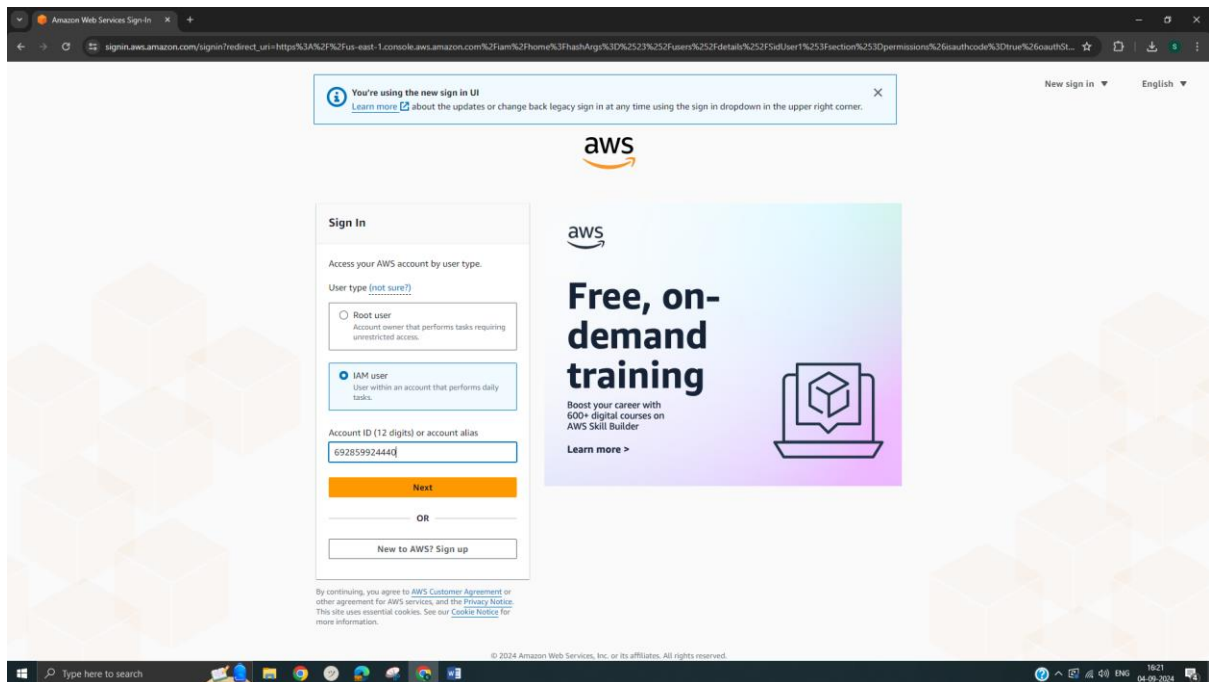 Amazon Web Services Sign-In
signin.aws.amazon.com/signin?redirect_uri=https%3A%2F%2Fus-east-1.console.aws.amazon.com%2Fiam%2Fhome%3FhashArgs%3D%2523%252Fusers%252Fdetails%252FSidUser1%253Fsection%253Dpermissions%26isauthcode%3Dtrue%26oauthSt...
S
You're using the new sign in UI
Learn more about the updates or change back legacy sign in at any time using the sign in dropdown in the upper right corner.
New sign in ▼ English ▼
aws
Sign In
Access your AWS account by user type.
User type (not sure?)
Root user
Account owner that performs tasks requiring
unrestricted access.
IAM user
User within an account that performs daily
tasks.
Account ID (12 digits) or account alias
692859924440
Next
OR
New to AWS? Sign up
By continuing, you agree to AWS Customer Agreement or
other agreement for AWS services, and the Privacy Notice.
This site uses essential cookies. See our Cookie Notice for
more information.
aws
Free, on-
demand
training
Boost your career with
600+ digital courses on
AWS Skill Builder
Learn more >
© 2024 Amazon Web Services, Inc. or its affiliates. All rights reserved.
Type here to search
ENG
16:21
04-09-2024